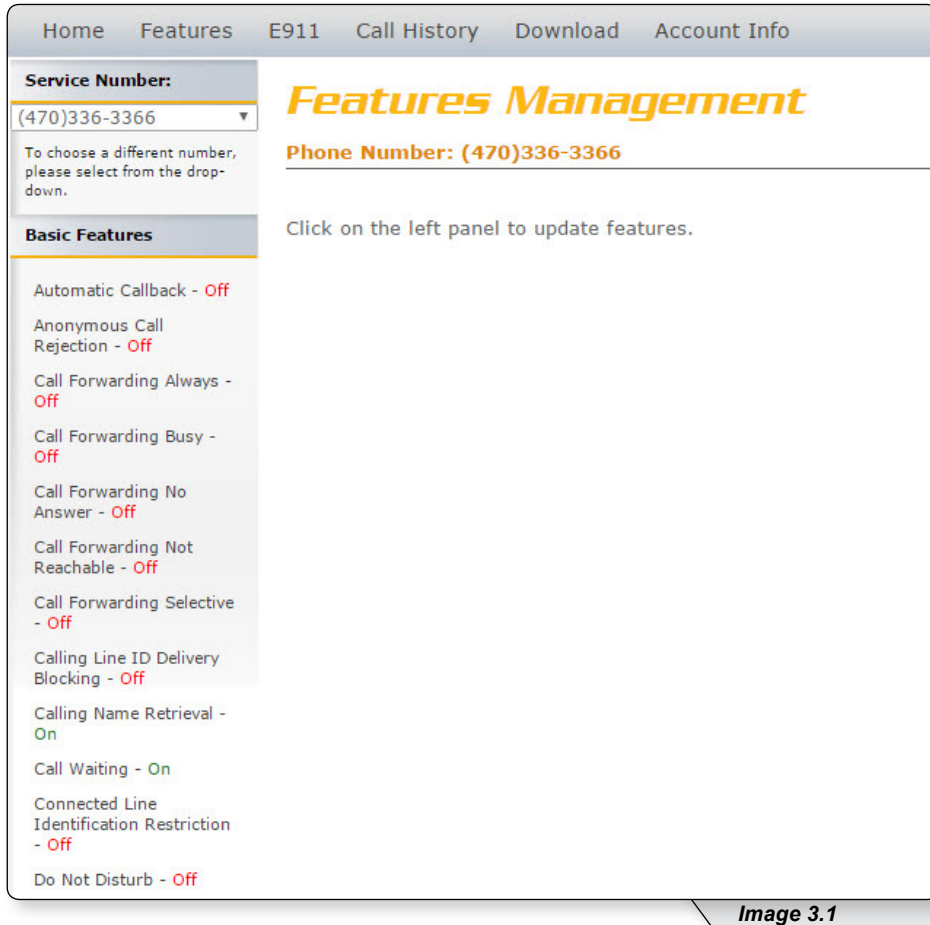 Home Features E911 Call History Download Account Info
Service Number:
(470)336-3366
To choose a different number,
please select from the drop-
down.
Basic Features
Automatic Callback - Off
Anonymous Call
Rejection - Off
Call Forwarding Always -
Off
Call Forwarding Busy -
Off
Call Forwarding No
Answer - Off
Call Forwarding Not
Reachable - Off
Call Forwarding Selective
- Off
Calling Line ID Delivery
Blocking - Off
Calling Name Retrieval -
On
Call Waiting - On
Connected Line
Identification Restriction
- Off
Do Not Disturb - Off
Features Management
Phone Number: (470)336-3366
Click on the left panel to update features.
Image 3.1